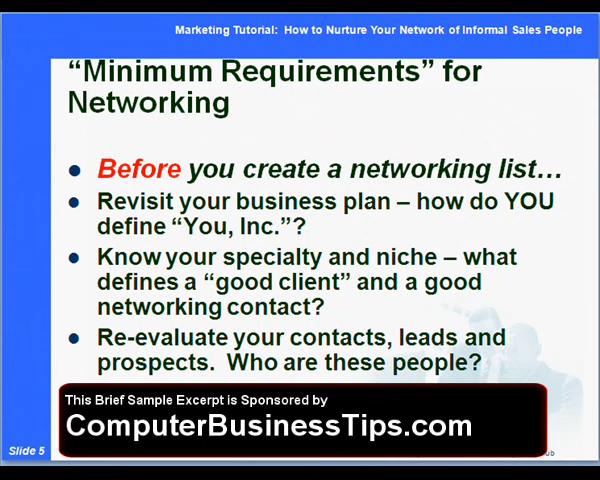 Marketing Tutorial: How to Nurture Your Network of Informal Sales People
“Minimum Requirements” for
Networking
Before you create a networking list…
Revisit your business plan – how do YOU
define “You, Inc.”?
Know your specialty and niche – what
defines a “good client” and a good
networking contact?
Re-evaluate your contacts, leads and
prospects. Who are these people?
This Brief Sample Excerpt is Sponsored by
ComputerBusinessTips.com
Slide 5